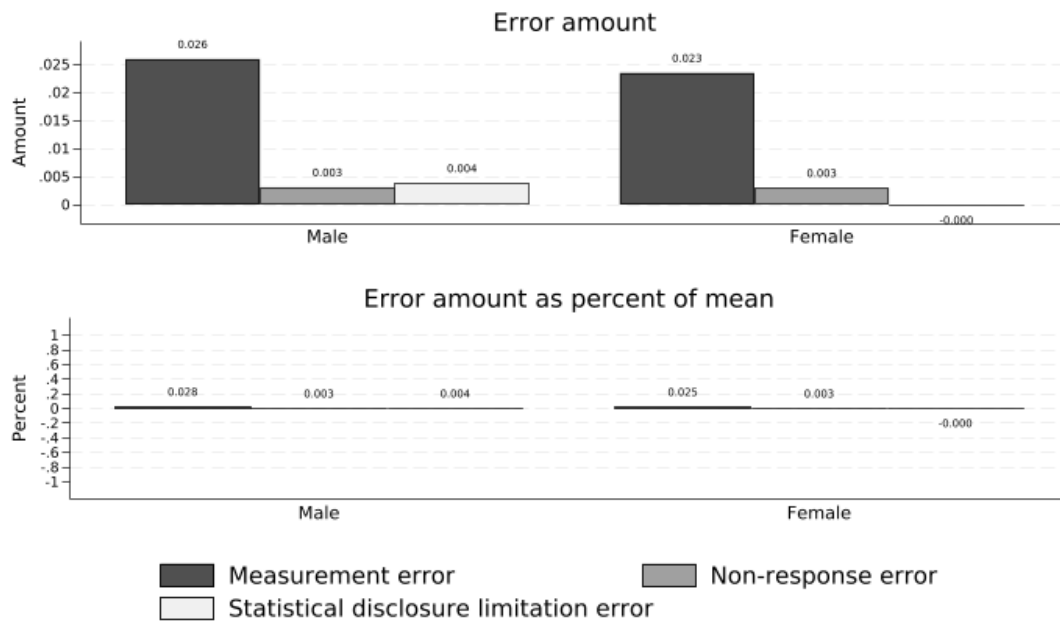 Error amount
Amount
.025
.02
.015
.01
.005
0
0.026
0.003
0.004
0.023
0.003
-0.000
Male
Female
Error amount as percent of mean
Percent
1
.8
.6
.4
.2
0
-.2
-.4
-.6
-.8
-1
0.028
0.003
0.004
0.025
0.003
-0.000
Male
Female
Measurement error
Non-response error
Statistical disclosure limitation error